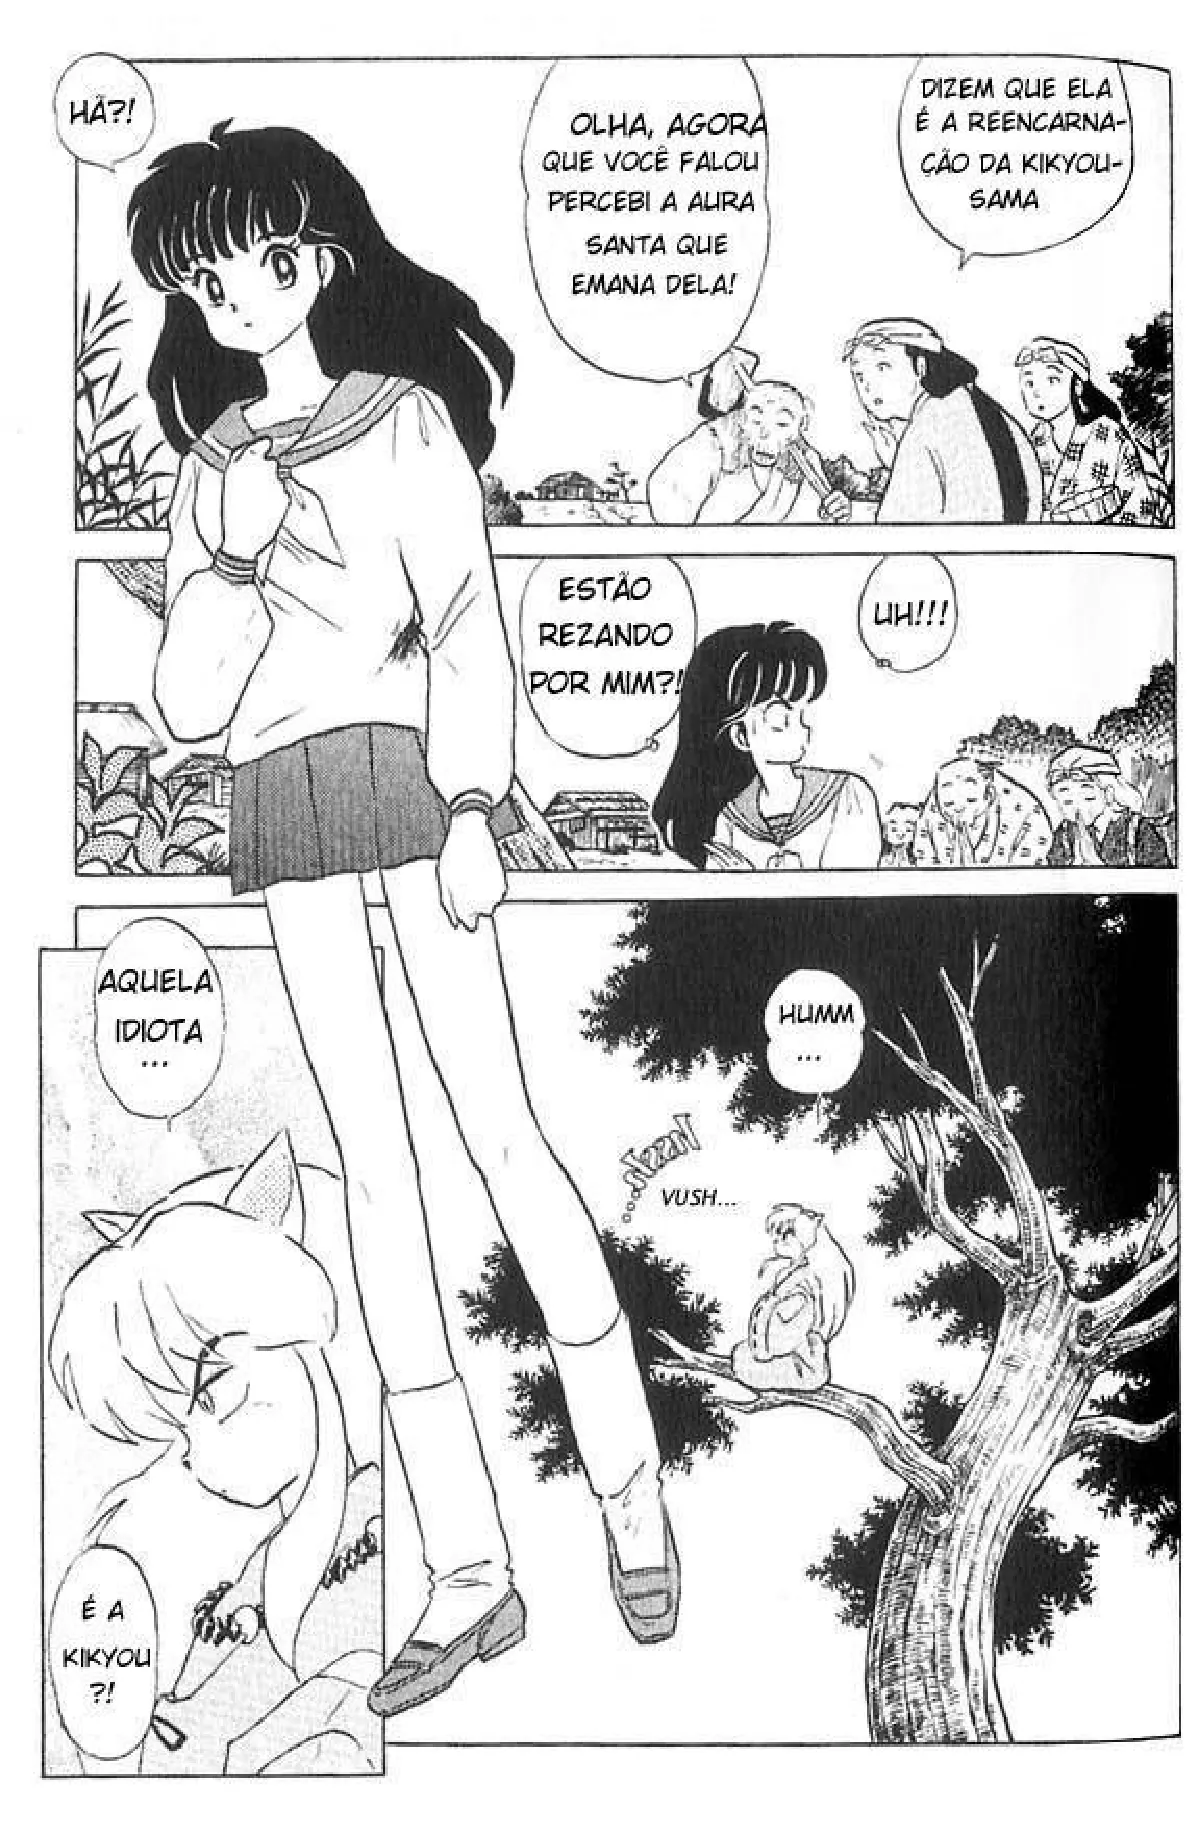 DIZEM QUE ELA
É A REENCARNA-
ÇÃO DA KIKYOU-
SAMA
OLHA, AGORA
QUE VOCÊ FALOU
PERCEBI A AURA
SANTA QUE
EMANA DELA!
HÃ?!
UH!!!
ESTÃO
REZANDO
POR MIM?!
HUMM
...
VUSH...
AQUELA
IDIOTA
...
É A
KIKYOU
?!